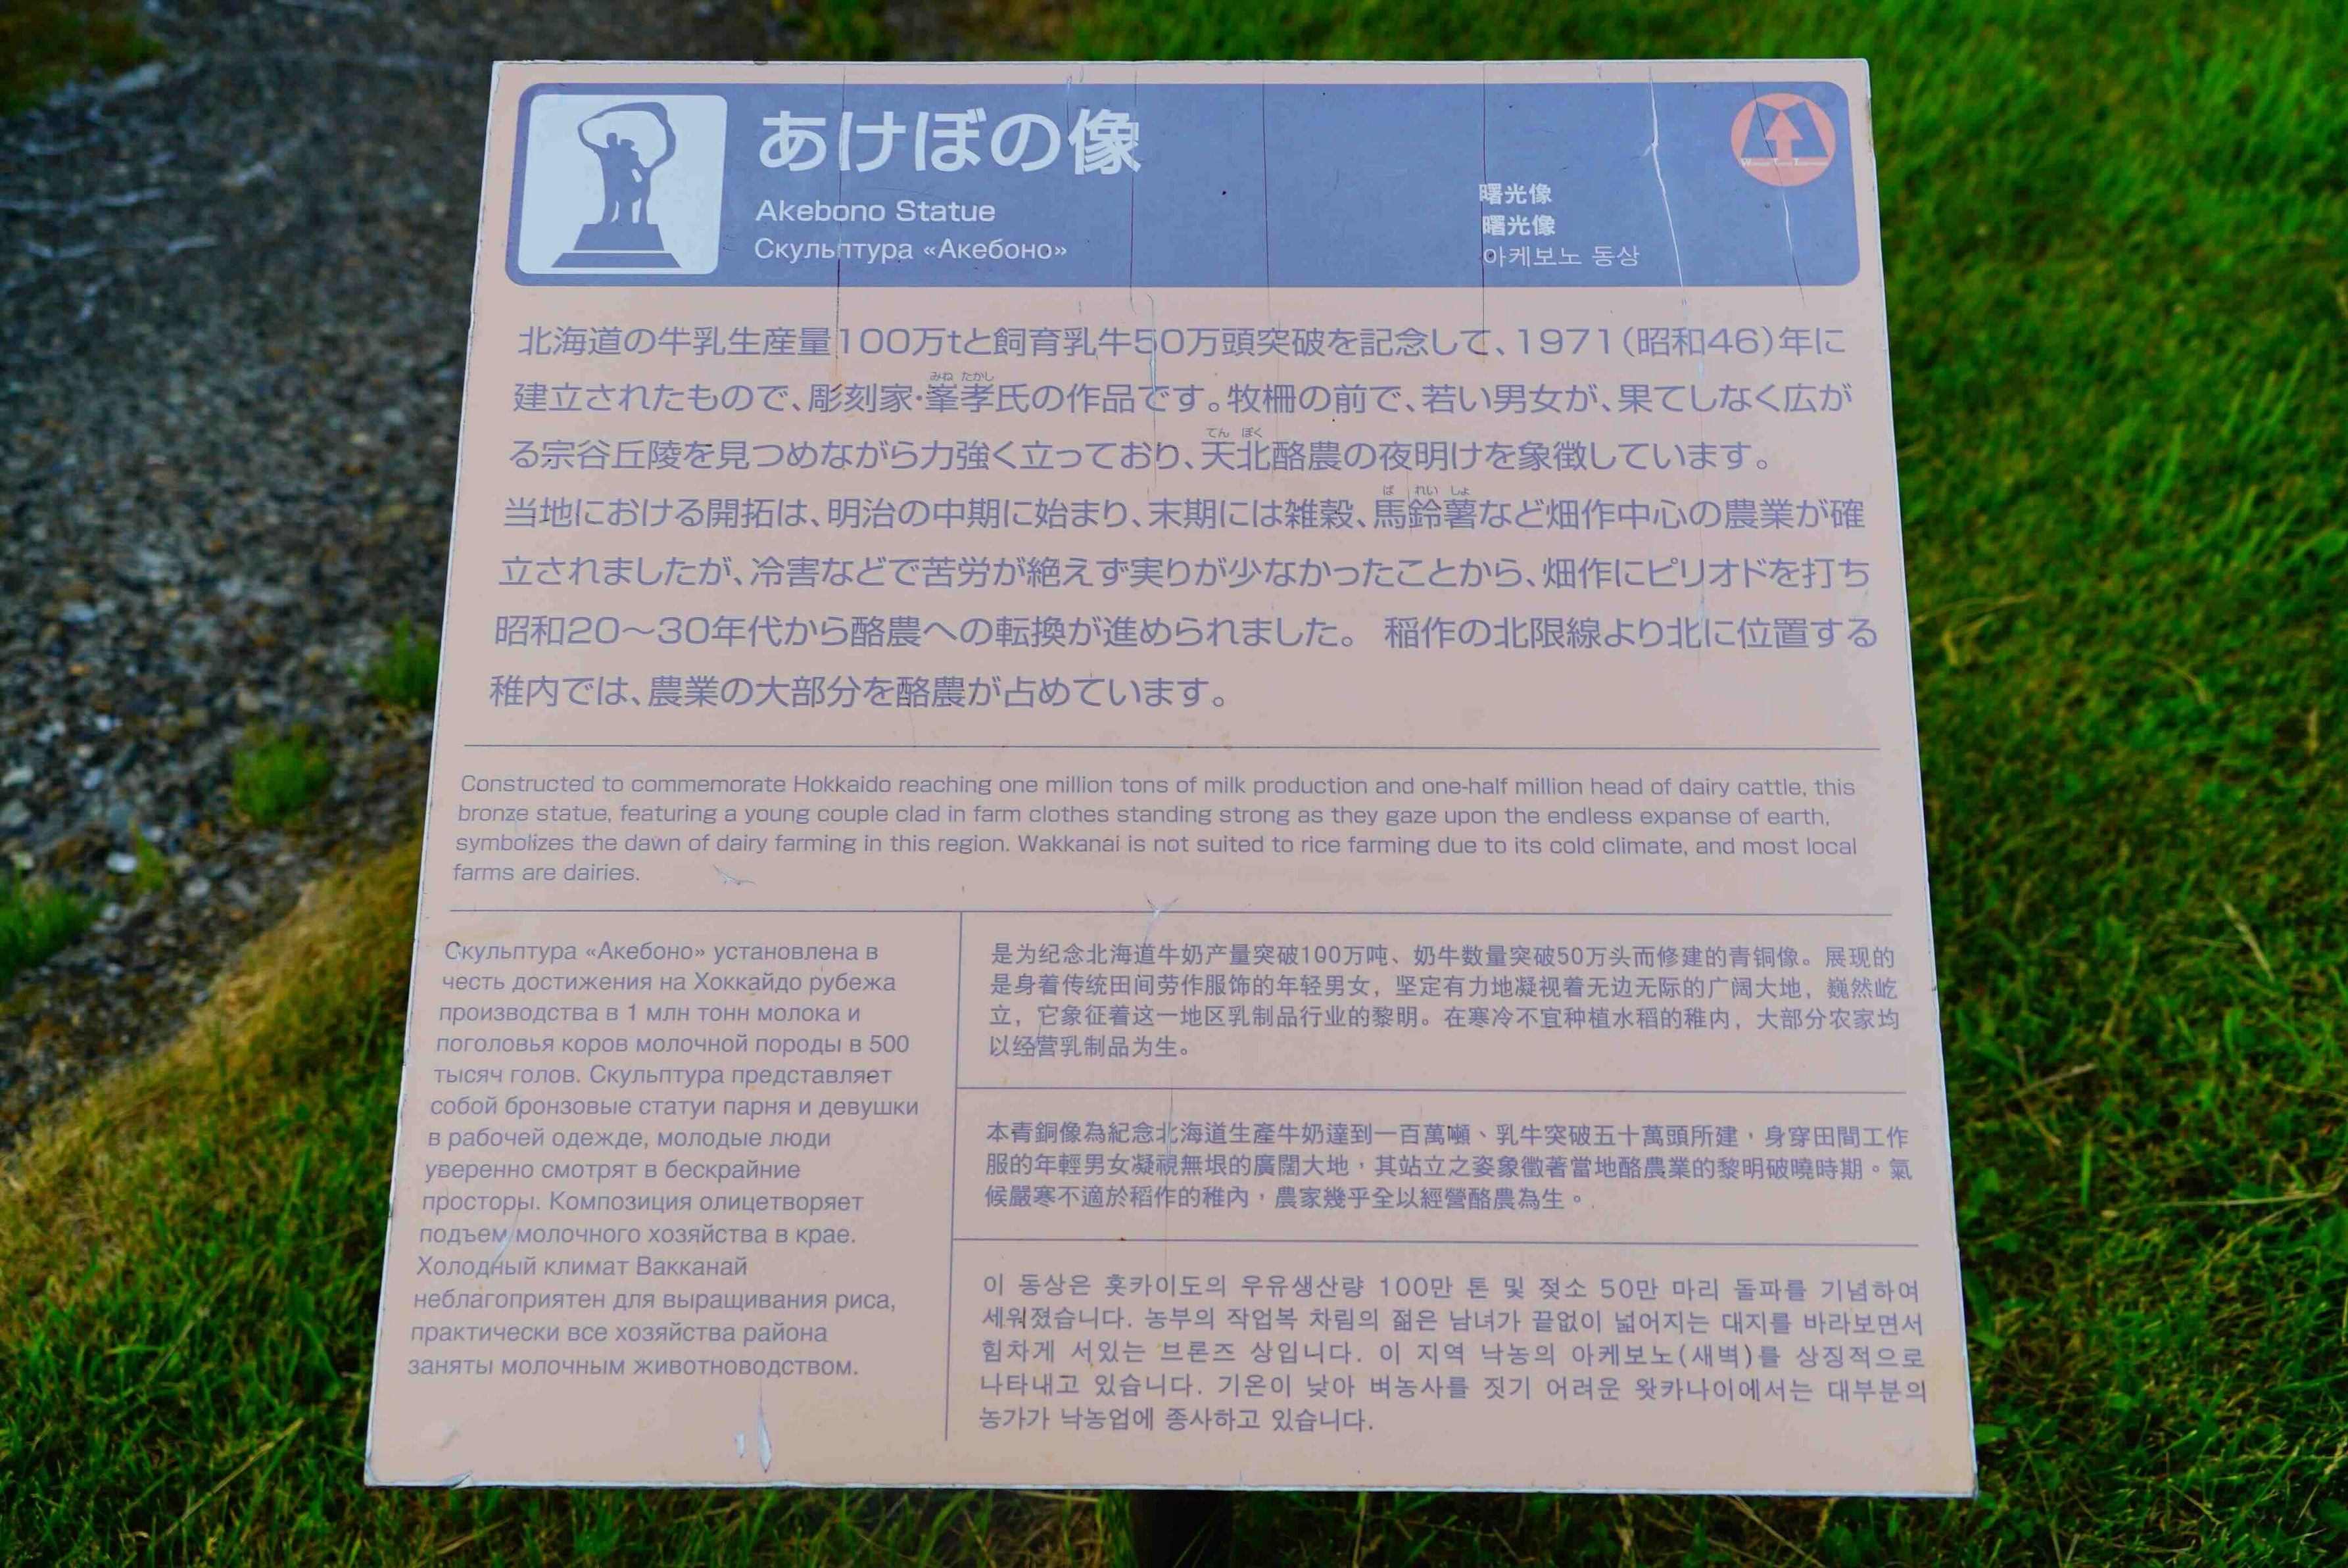 あけぼの像
Akebono Statue
Скульптура «Акебоно»
曙光像
曙光像
아케보노 동상
北海道の牛乳生産量100万tと飼育乳牛50万頭突破を記念して、1971(昭和46)年に
みね たかし
建立されたもので、彫刻家・峯孝氏の作品です。牧柵の前で、若い男女が、果てしなく広が
てん ぽく
る宗谷丘陵を見つめながら力強く立っており、天北酪農の夜明けを象徴しています。
ば れい しょ
当地における開拓は、明治の中期に始まり、末期には雑穀、馬鈴薯など畑作中心の農業が確
立されましたが、冷害などで苦労が絶えず実りが少なかったことから、畑作にピリオドを打ち
昭和20〜30年代から酪農への転換が進められました。 稲作の北限線より北に位置する
稚内では、農業の大部分を酪農が占めています。
Constructed to commemorate Hokkaido reaching one million tons of milk production and one-half million head of dairy cattle, this
bronze statue, featuring a young couple clad in farm clothes standing strong as they gaze upon the endless expanse of earth,
symbolizes the dawn of dairy farming in this region. Wakkanai is not suited to rice farming due to its cold climate, and most local
farms are dairies.
Скульптура «Акебоно» установлена в
честь достижения на Хоккайдо рубежа
производства в 1 млн тонн молока и
поголовья коров молочной породы в 500
тысяч голов. Скульптура представляет
собой бронзовые статуи парня и девушки
в рабочей одежде, молодые люди
уверенно смотрят в бескрайние
просторы. Композиция олицетворяет
подъем молочного хозяйства в крае.
Холодный климат Вакканай
неблагоприятен для выращивания риса,
практически все хозяйства района
заняты молочным животноводством.
是为纪念北海道牛奶产量突破100万吨、奶牛数量突破50万头而修建的青铜像。展现的
是身着传统田间劳作服饰的年轻男女，坚定有力地凝视着无边无际的广阔大地，巍然屹
立，它象征着这一地区乳制品行业的黎明。在寒冷不宜种植水稻的稚内，大部分农家均
以经营乳制品为生。
本青銅像為紀念北海道生產牛奶達到一百萬噸、乳牛突破五十萬頭所建，身穿田間工作
服的年輕男女凝視無垠的廣闊大地，其站立之姿象徵著當地酪農業的黎明破曉時期。氣
候嚴寒不適於稻作的稚內，農家幾乎全以經營酪農為生。
이 동상은 홋카이도의 우유생산량 100만 톤 및 젖소 50만 마리 돌파를 기념하여
세워졌습니다. 농부의 작업복 차림의 젊은 남녀가 끝없이 넓어지는 대지를 바라보면서
힘차게 서있는 브론즈 상입니다. 이 지역 낙농의 아케보노(새벽)를 상징적으로
나타내고 있습니다. 기온이 낮아 벼농사를 짓기 어려운 왓카나이에서는 대부분의
농가가 낙농업에 종사하고 있습니다.